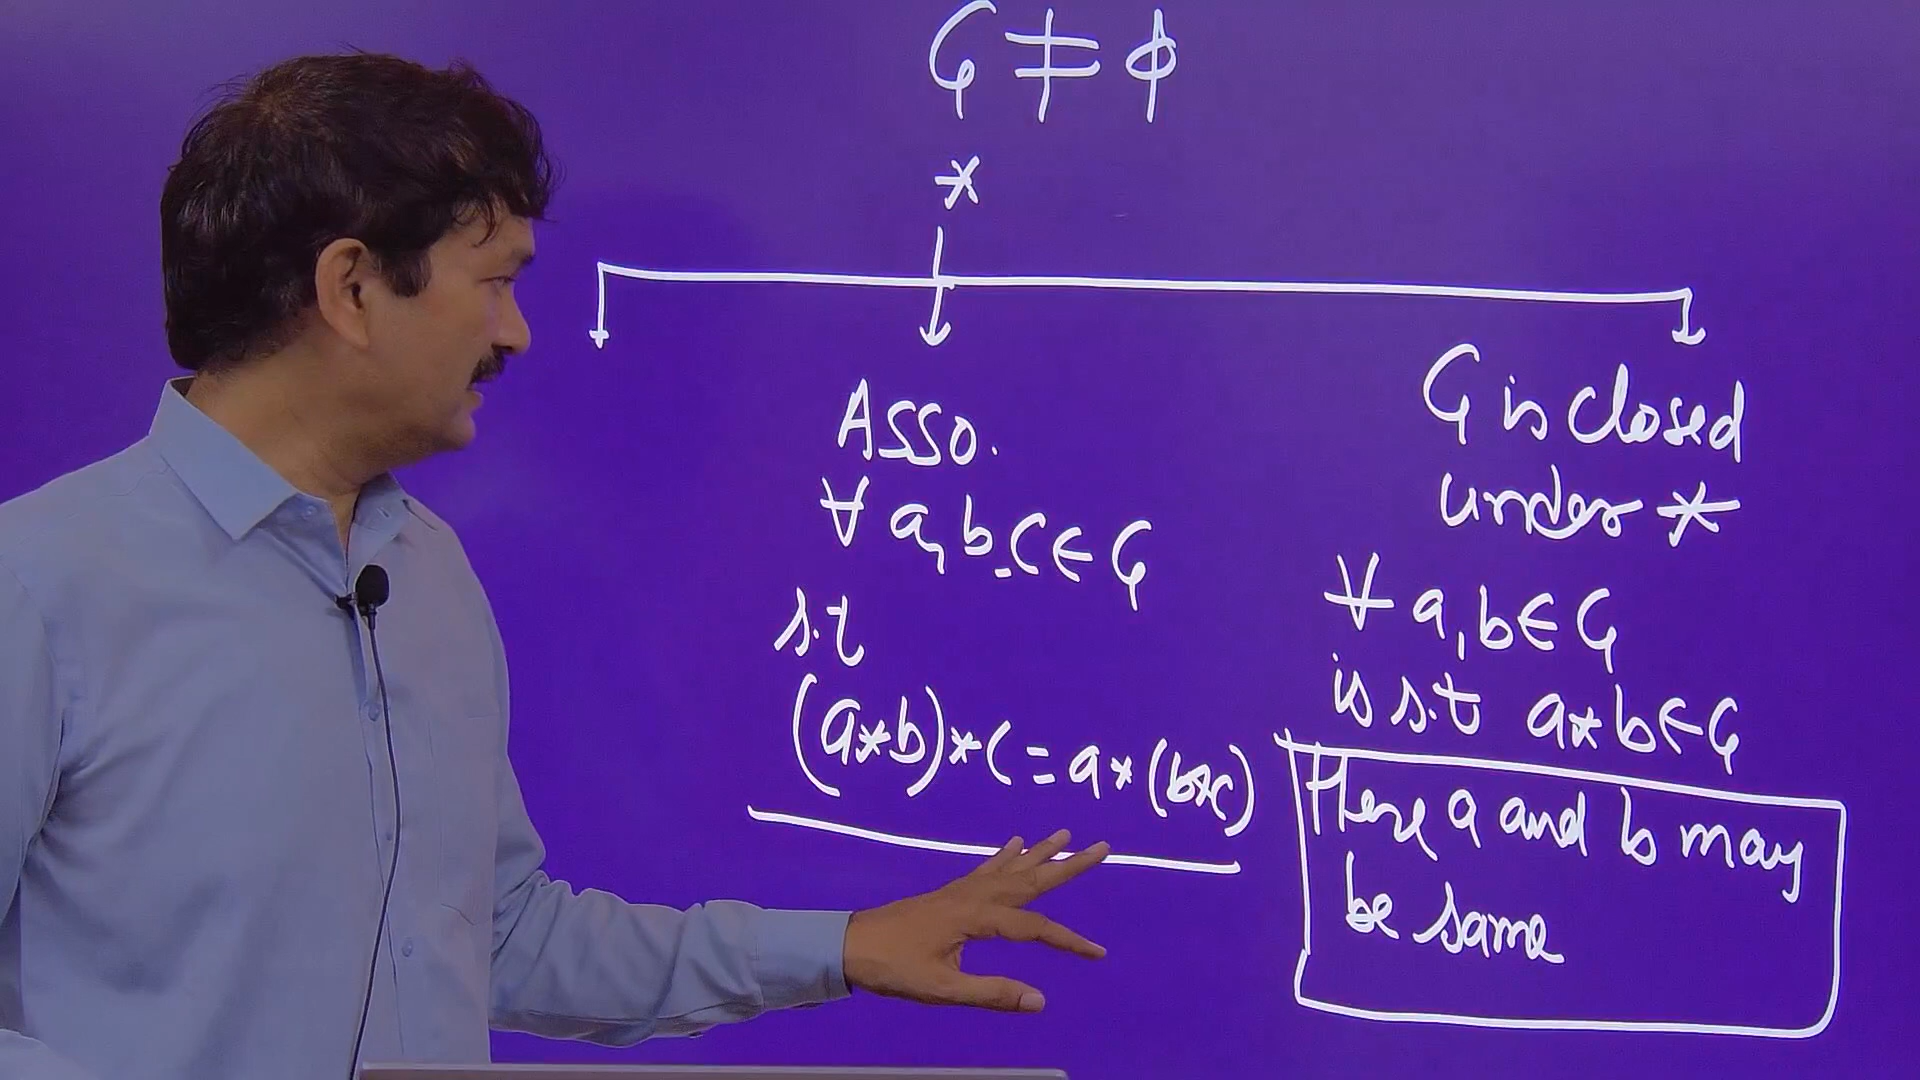 G ≠ ϕ
*
Asso.
∀ a, b, c ∈ G
s.t
(a*b)*c = a*(b*c)
G is closed
under *
∀ a, b ∈ G
is s.t a*b ∈ G
Here a and b may
be same